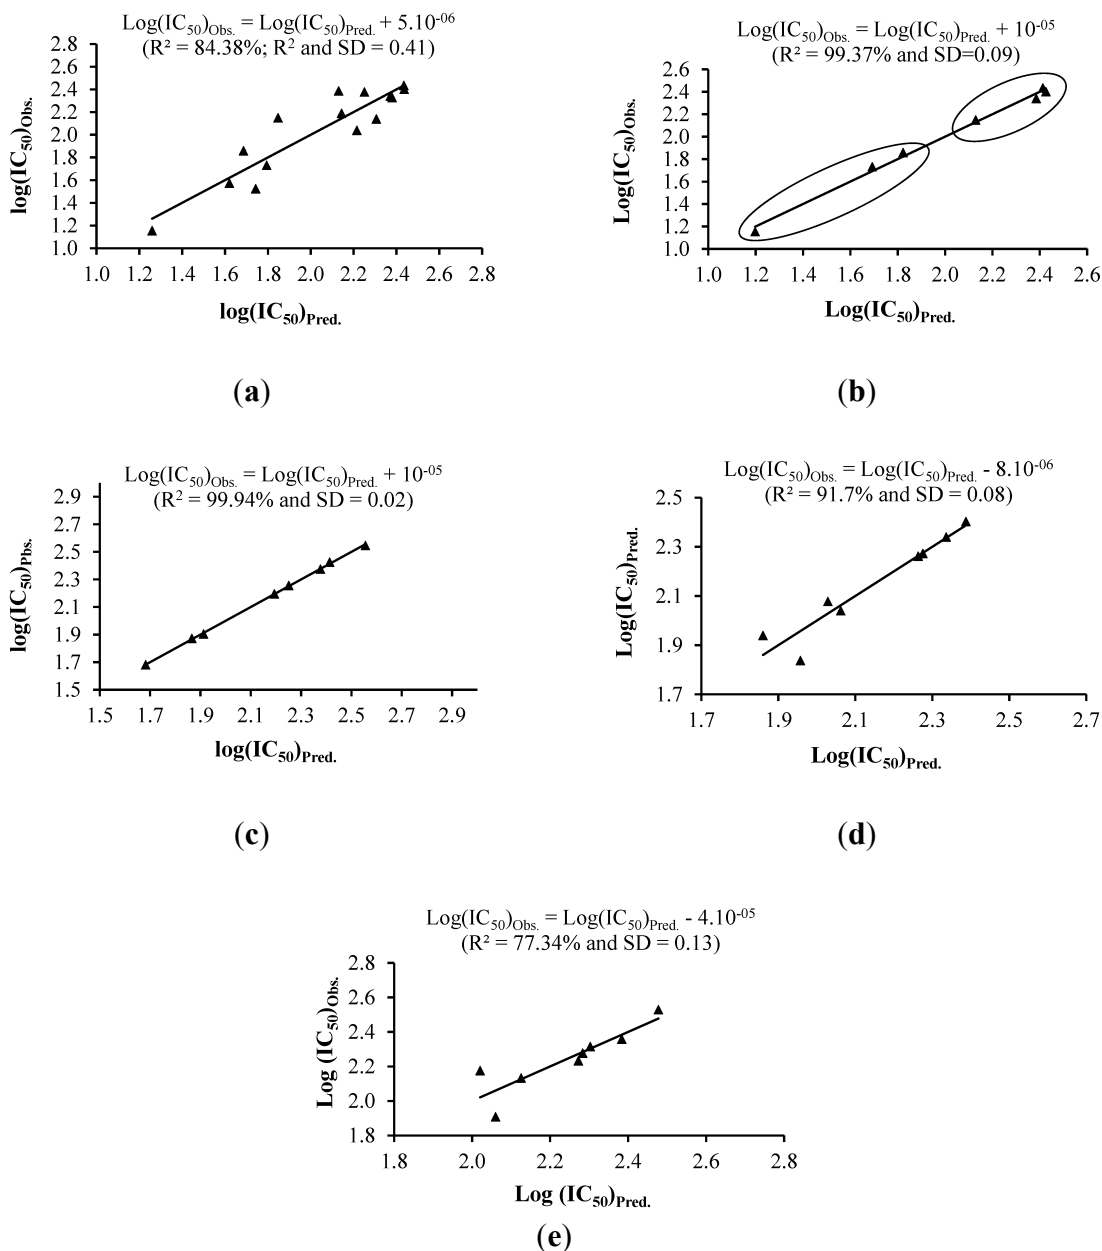 Log(IC50)Obs. = Log(IC50)Pred. + 5.10-06
(R² = 84.38%; R² and SD = 0.41)
2.8
2.6
2.4
2.2
2.0
1.8
1.6
1.4
1.2
1.0
log(IC50)Obs.
1.0 1.2 1.4 1.6 1.8 2.0 2.2 2.4 2.6 2.8
log(IC50)Pred.
(a)
Log(IC50)Obs. = Log(IC50)Pred. + 10-05
(R² = 99.37% and SD=0.09)
2.6
2.4
2.2
2.0
1.8
1.6
1.4
1.2
1.0
Log(IC50)Obs.
1.0 1.2 1.4 1.6 1.8 2.0 2.2 2.4 2.6
Log(IC50)Pred.
(b)
Log(IC50)Obs. = Log(IC50)Pred. + 10-05
(R² = 99.94% and SD = 0.02)
2.9
2.7
2.5
2.3
2.1
1.9
1.7
1.5
log(IC50)Pbs.
1.5 1.7 1.9 2.1 2.3 2.5 2.7 2.9
log(IC50)Pred.
(c)
Log(IC50)Obs. = Log(IC50)Pred. - 8.10-06
(R² = 91.7% and SD = 0.08)
2.5
2.3
2.1
1.9
1.7
Log(IC50)Pred.
1.7 1.9 2.1 2.3 2.5 2.7
Log(IC50)Pred.
(d)
Log(IC50)Obs. = Log(IC50)Pred. - 4.10-05
(R² = 77.34% and SD = 0.13)
2.8
2.6
2.4
2.2
2.0
1.8
Log (IC50)Obs.
1.8 2.0 2.2 2.4 2.6 2.8
Log (IC50)Pred.
(e)